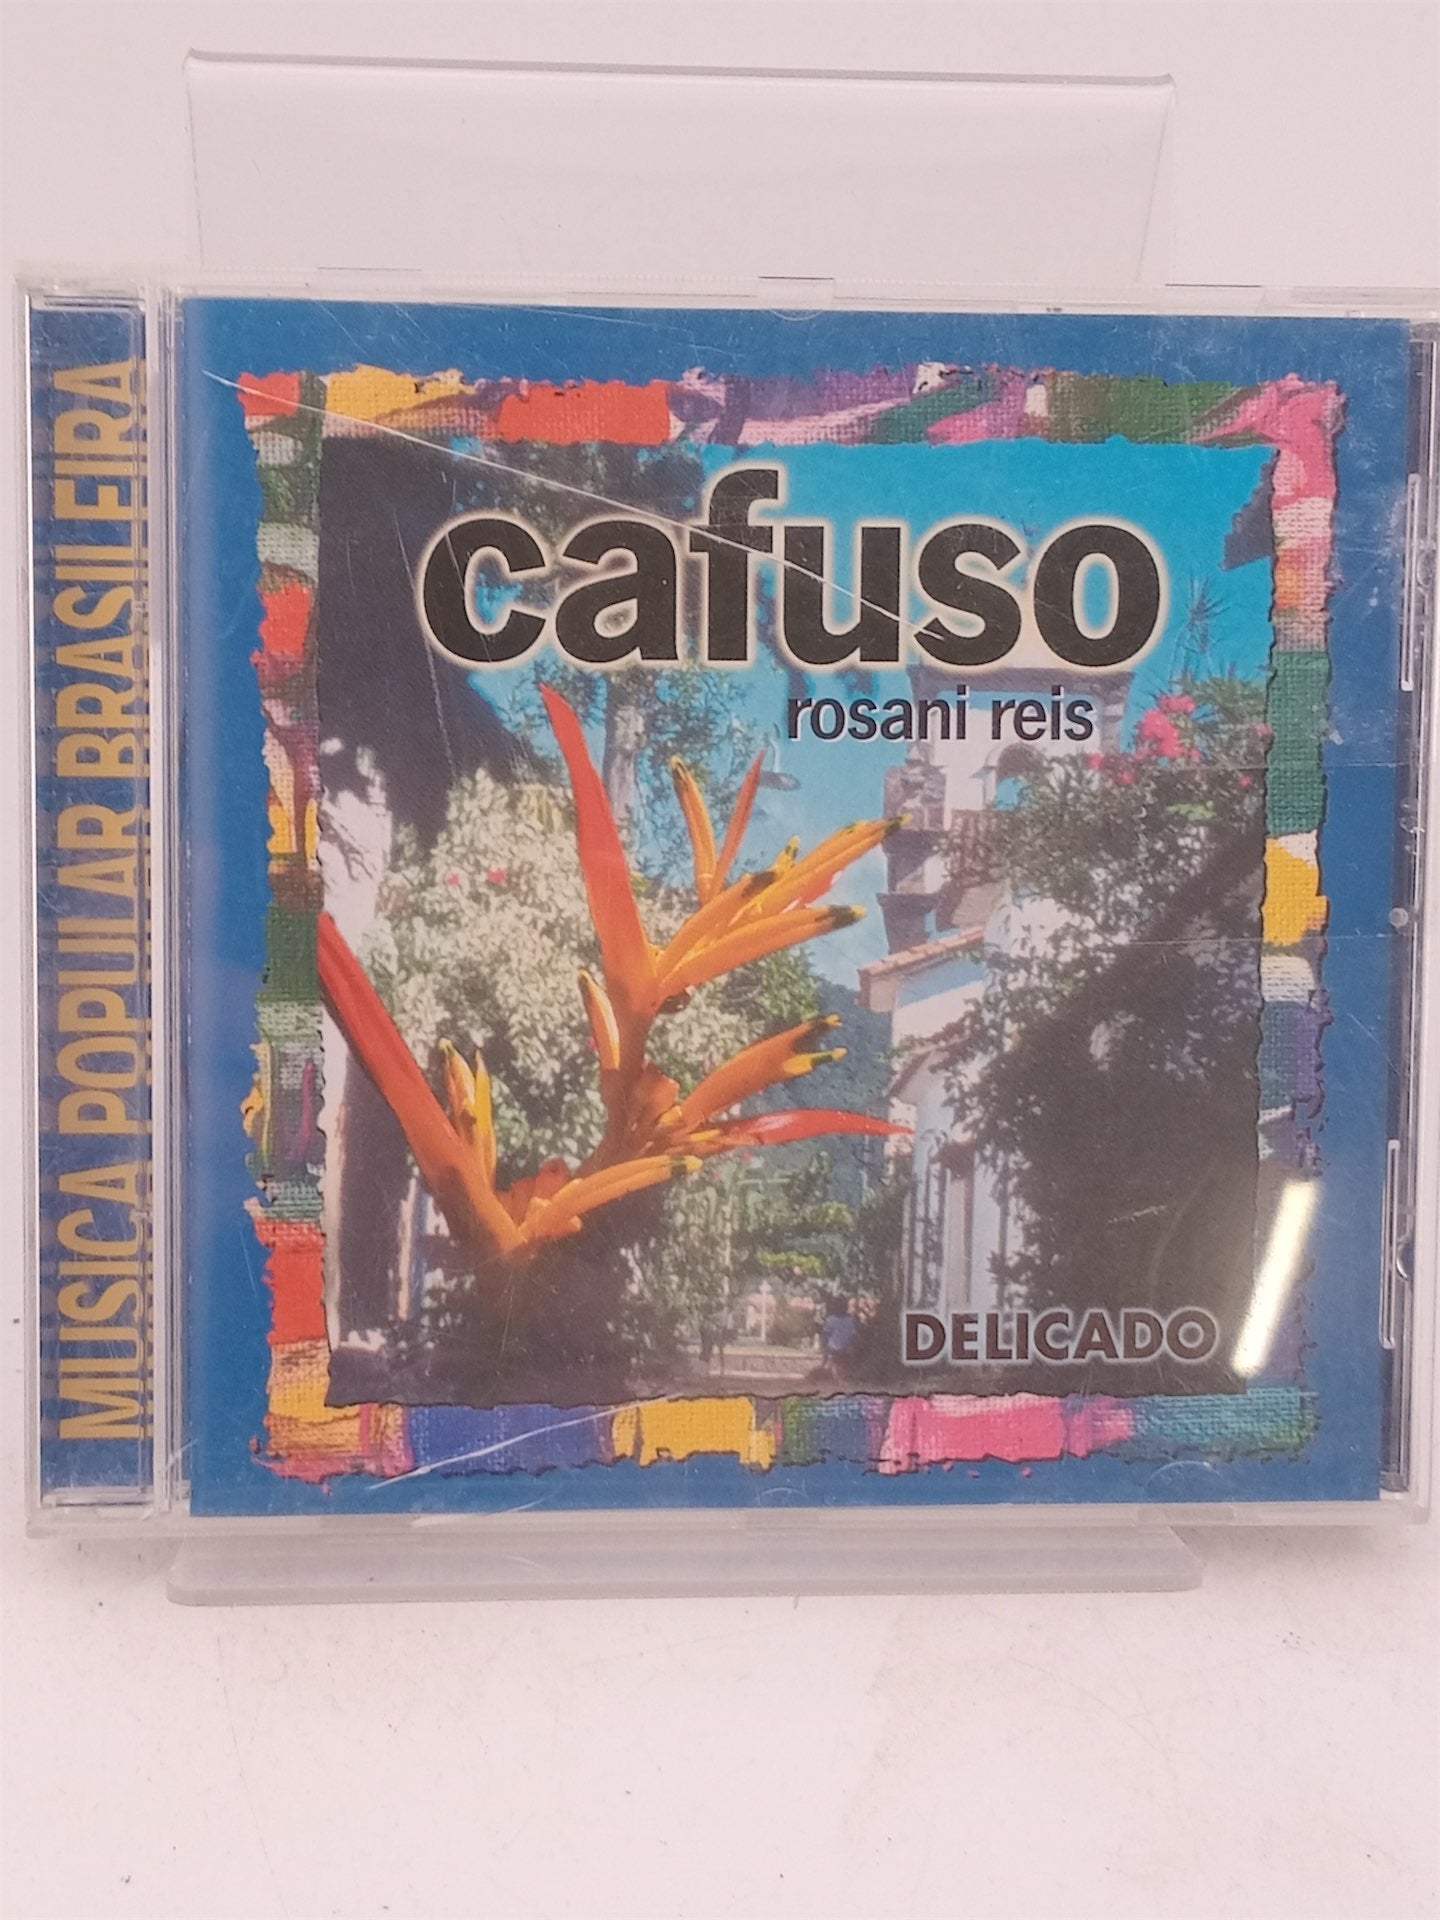 MUSICA POPULAR BRASILEIRA
cafuso
rosani reis
DELICADO